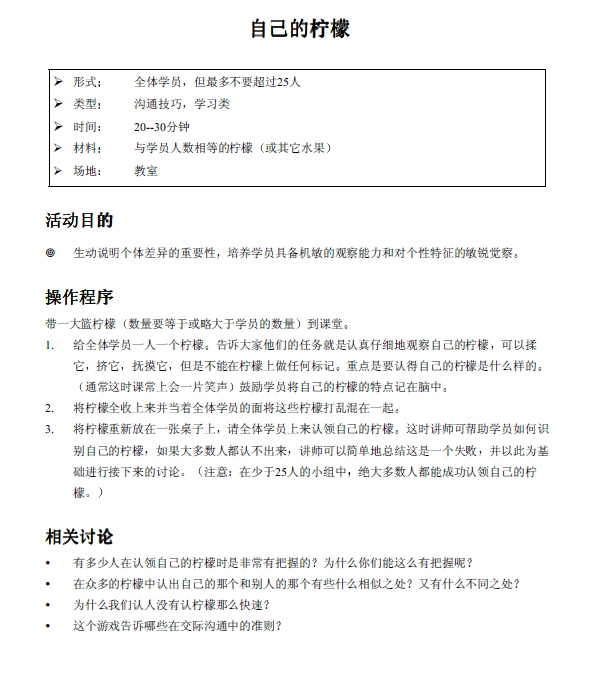 自己的柠檬
➢ 形式； 全体学员，但最多不要超过25人
➢ 类型： 沟通技巧，学习类
➢ 时间： 20--30分钟
➢ 材料： 与学员人数相等的柠檬（或其它水果）
➢ 场地： 教室
活动目的
生动说明个体差异的重要性，培养学员具备机敏的观察能力和对个性特征的敏锐觉察。
操作程序
带一大篮柠檬（数量要等于或略大于学员的数量）到课堂。
1. 给全体学员一人一个柠檬。告诉大家他们的任务就是认真仔细地观察自己的柠檬，可以揉
它，挤它，抚摸它，但是不能在柠檬上做任何标记。重点是要认得自己的柠檬是什么样的。
（通常这时课常上会一片笑声）鼓励学员将自己的柠檬的特点记在脑中。
2. 将柠檬全收上来并当着全体学员的面将这些柠檬打乱混在一起。
3. 将柠檬重新放在一张桌子上，请全体学员上来认领自己的柠檬。这时讲师可帮助学员如何识
别自己的柠檬，如果大多数人都认不出来，讲师可以简单地总结这是一个失败，并以此为基
础进行接下来的讨论。（注意：在少于25人的小组中，绝大多数人都能成功认领自己的柠
檬。）
相关讨论
• 有多少人在认领自己的柠檬时是非常有把握的？为什么你们能这么有把握呢？
• 在众多的柠檬中认出自己的那个和别人的那个有些什么相似之处？又有什么不同之处？
• 为什么我们认人没有认柠檬那么快速？
• 这个游戏告诉哪些在交际沟通中的准则？